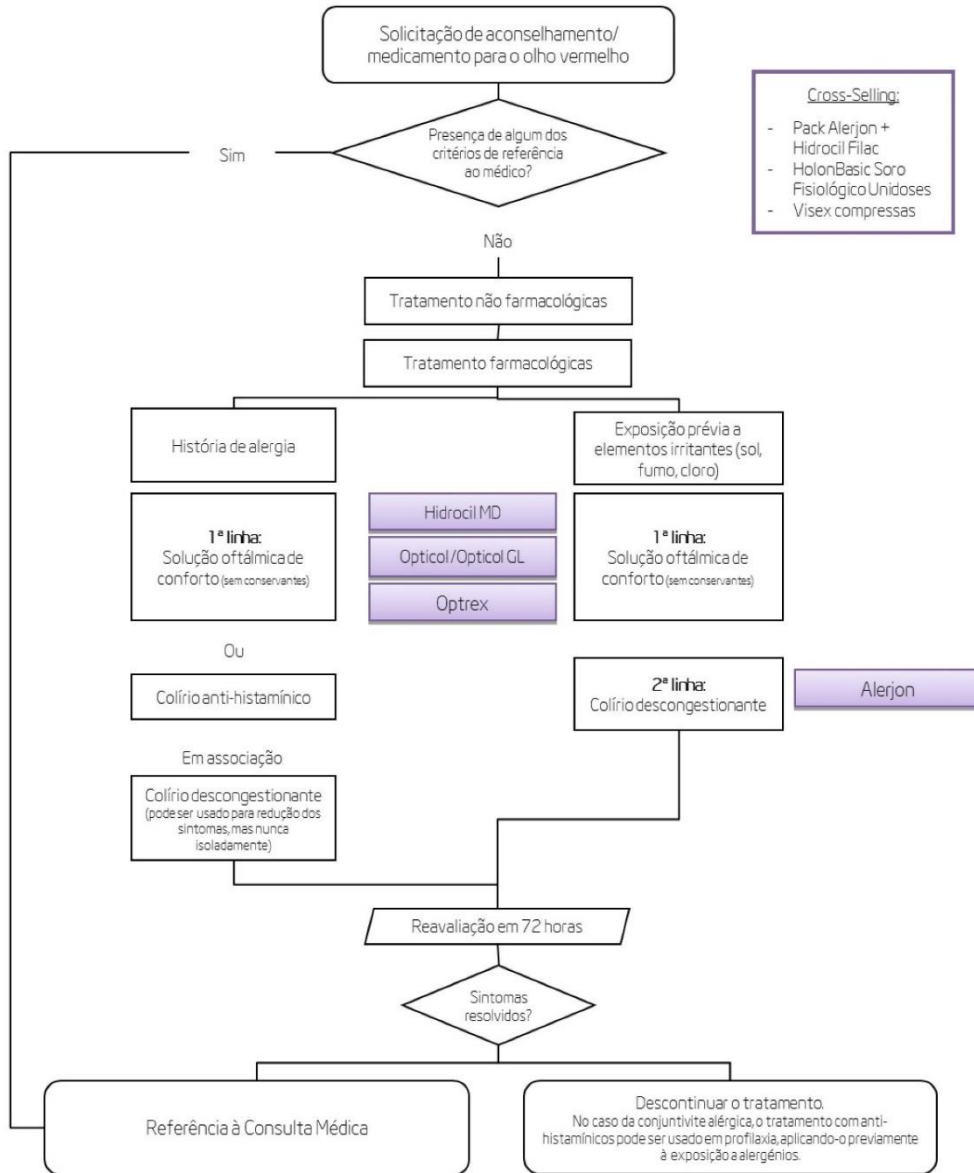 Solicitação de aconselhamento/
medicamento para o olho vermelho
Cross-Selling:
- Pack Alerjon +
Hidrocil Filac
- HolonBasic Soro
Fisiológico Unidoses
- Visex compressas
Presença de algum dos
critérios de referência
ao médico?
Sim
Não
Tratamento não farmacológicas
Tratamento farmacológicas
História de alergia
Exposição prévia a
elementos irritantes (sol,
fumo, cloro)
1ª linha:
Solução oftálmica de
conforto (sem conservantes)
Hidrocil MD
Opticol/Opticol GL
Optrex
1ª linha:
Solução oftálmica de
conforto (sem conservantes)
Ou
Colírio anti-histamínico
2ª linha:
Colírio descongestionante
Alerjon
Em associação
Colírio descongestionante
(pode ser usado para redução dos
sintomas, mas nunca
isoladamente)
Reavaliação em 72 horas
Sintomas
resolvidos?
Referência à Consulta Médica
Descontinuar o tratamento.
No caso da conjuntivite alérgica, o tratamento com anti-
histamínicos pode ser usado em profilaxia, aplicando-o previamente
à exposição a alergénios.